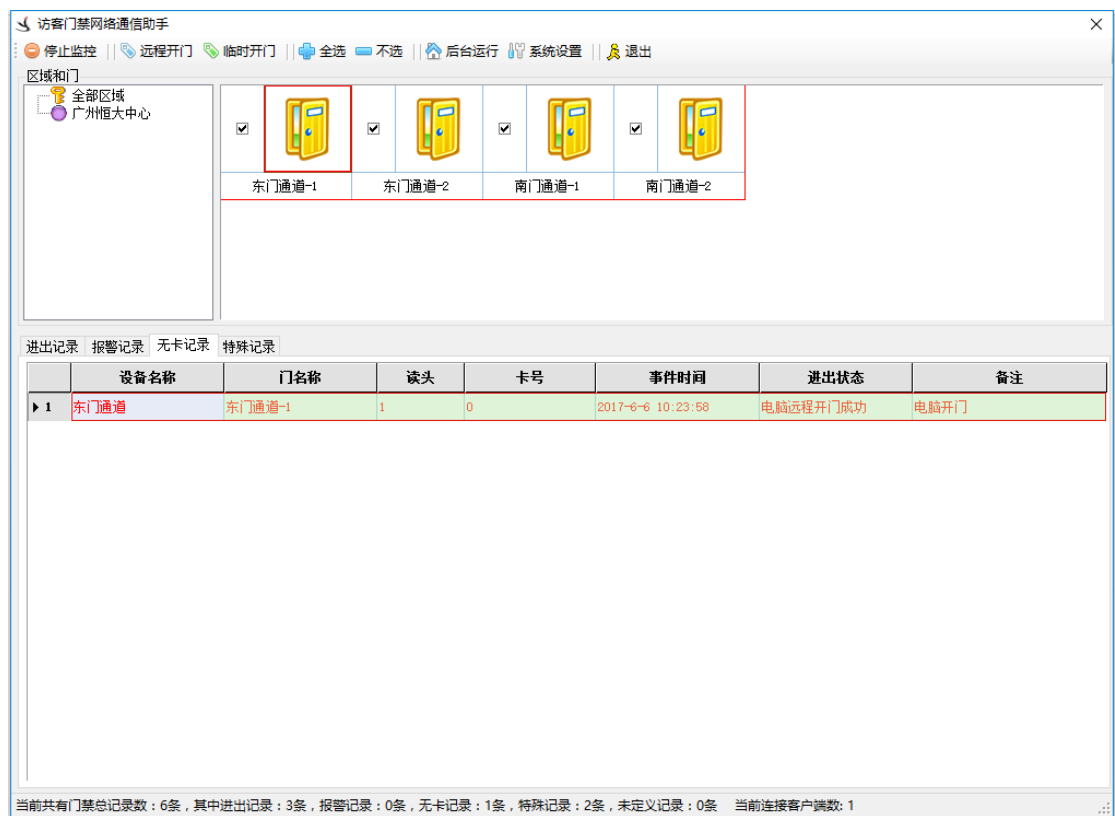 访客门禁网络通信助手
停止监控 远程开门 临时开门 全选 不选 后台运行 系统设置 退出
区域和门
全部区域
广州恒大中心
东门通道-1 东门通道-2 南门通道-1 南门通道-2
进出记录 报警记录 无卡记录 特殊记录
设备名称 门名称 读头 卡号 事件时间 进出状态 备注
1 东门通道 东门通道-1 1 0 2017-6-6 10:23:58 电脑远程开门成功 电脑开门
当前共有门禁总记录数：6条，其中进出记录：3条，报警记录：0条，无卡记录：1条，特殊记录：2条，未定义记录：0条 当前连接客户端数: 1